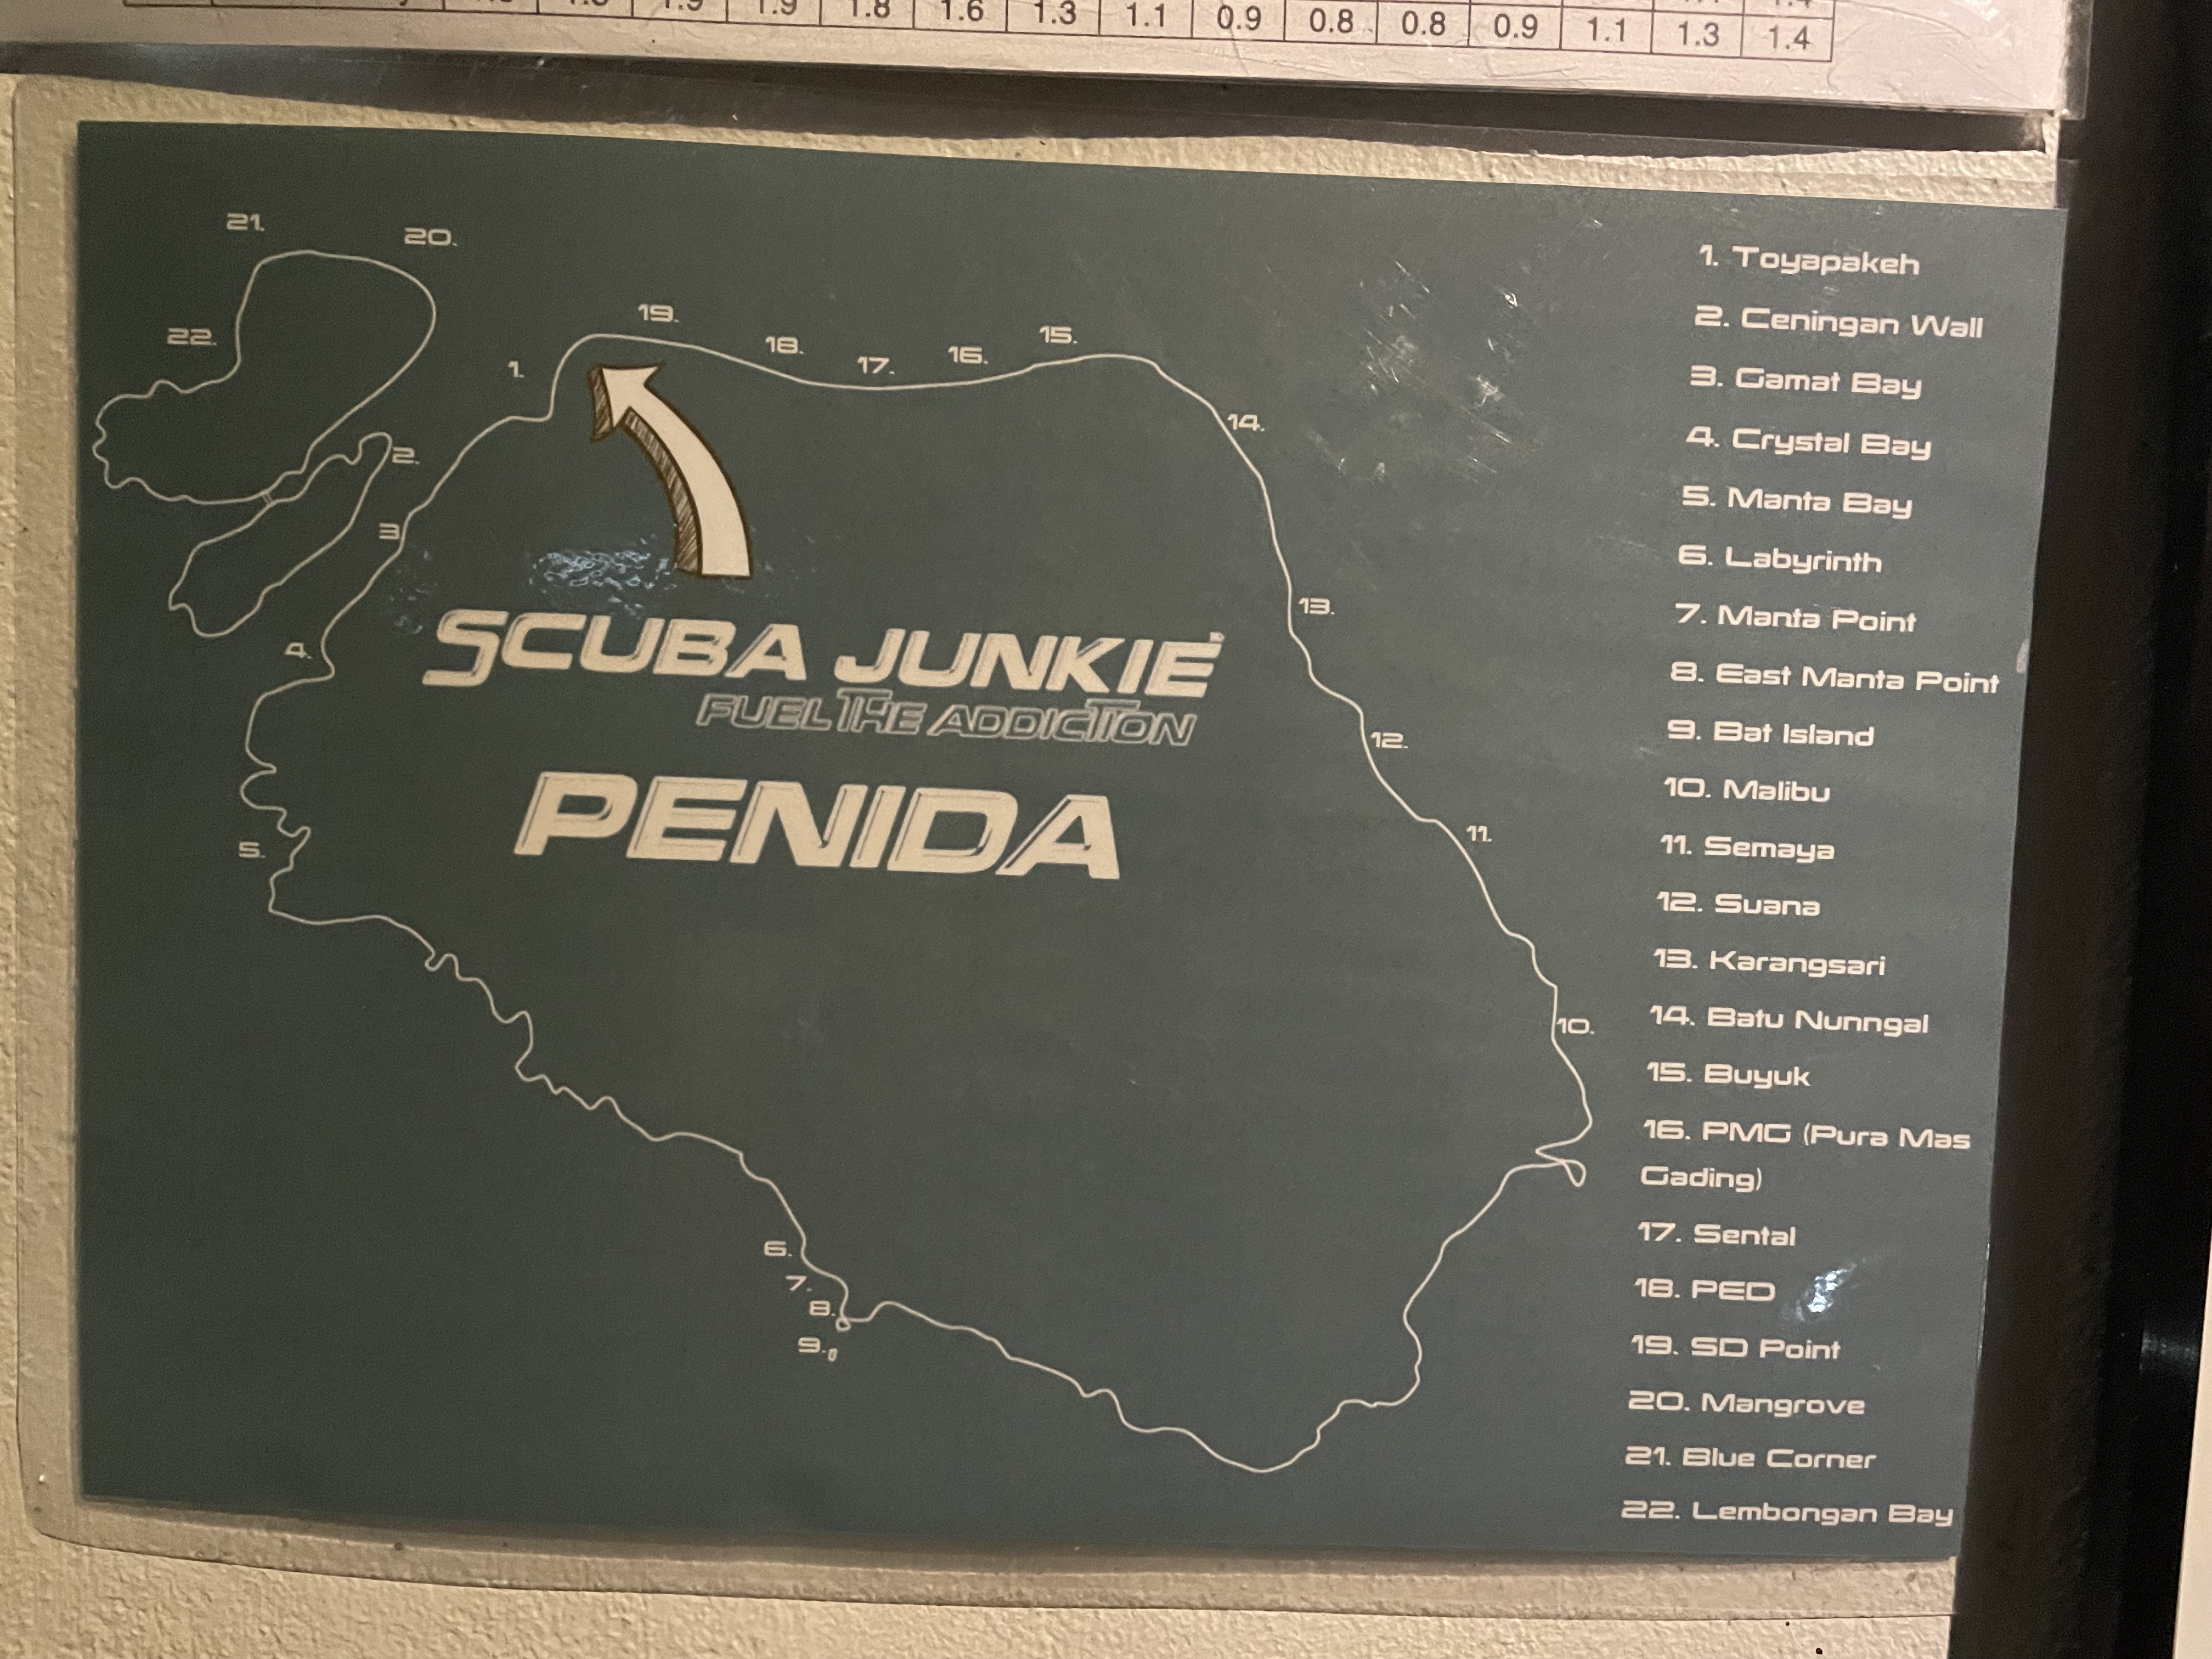 1.9 1.9 1.8 1.6 1.3 1.1 0.9 0.8 0.8 0.9 1.1 1.3 1.4
21.
20.
19.
22.
18.
17.
16.
15.
1.
14.
2.
3.
13.
4.
12.
5.
11.
10.
6.
7.
8.
9.
SCUBA JUNKIE
FUEL THE ADDICTION
PENIDA
1. Toyapakeh
2. Ceningan Wall
3. Gamat Bay
4. Crystal Bay
5. Manta Bay
6. Labyrinth
7. Manta Point
8. East Manta Point
9. Bat Island
10. Malibu
11. Semaya
12. Suana
13. Karangsari
14. Batu Nunngal
15. Buyuk
16. PMG (Pura Mas
Gading)
17. Sental
18. PED
19. SD Point
20. Mangrove
21. Blue Corner
22. Lembongan Bay